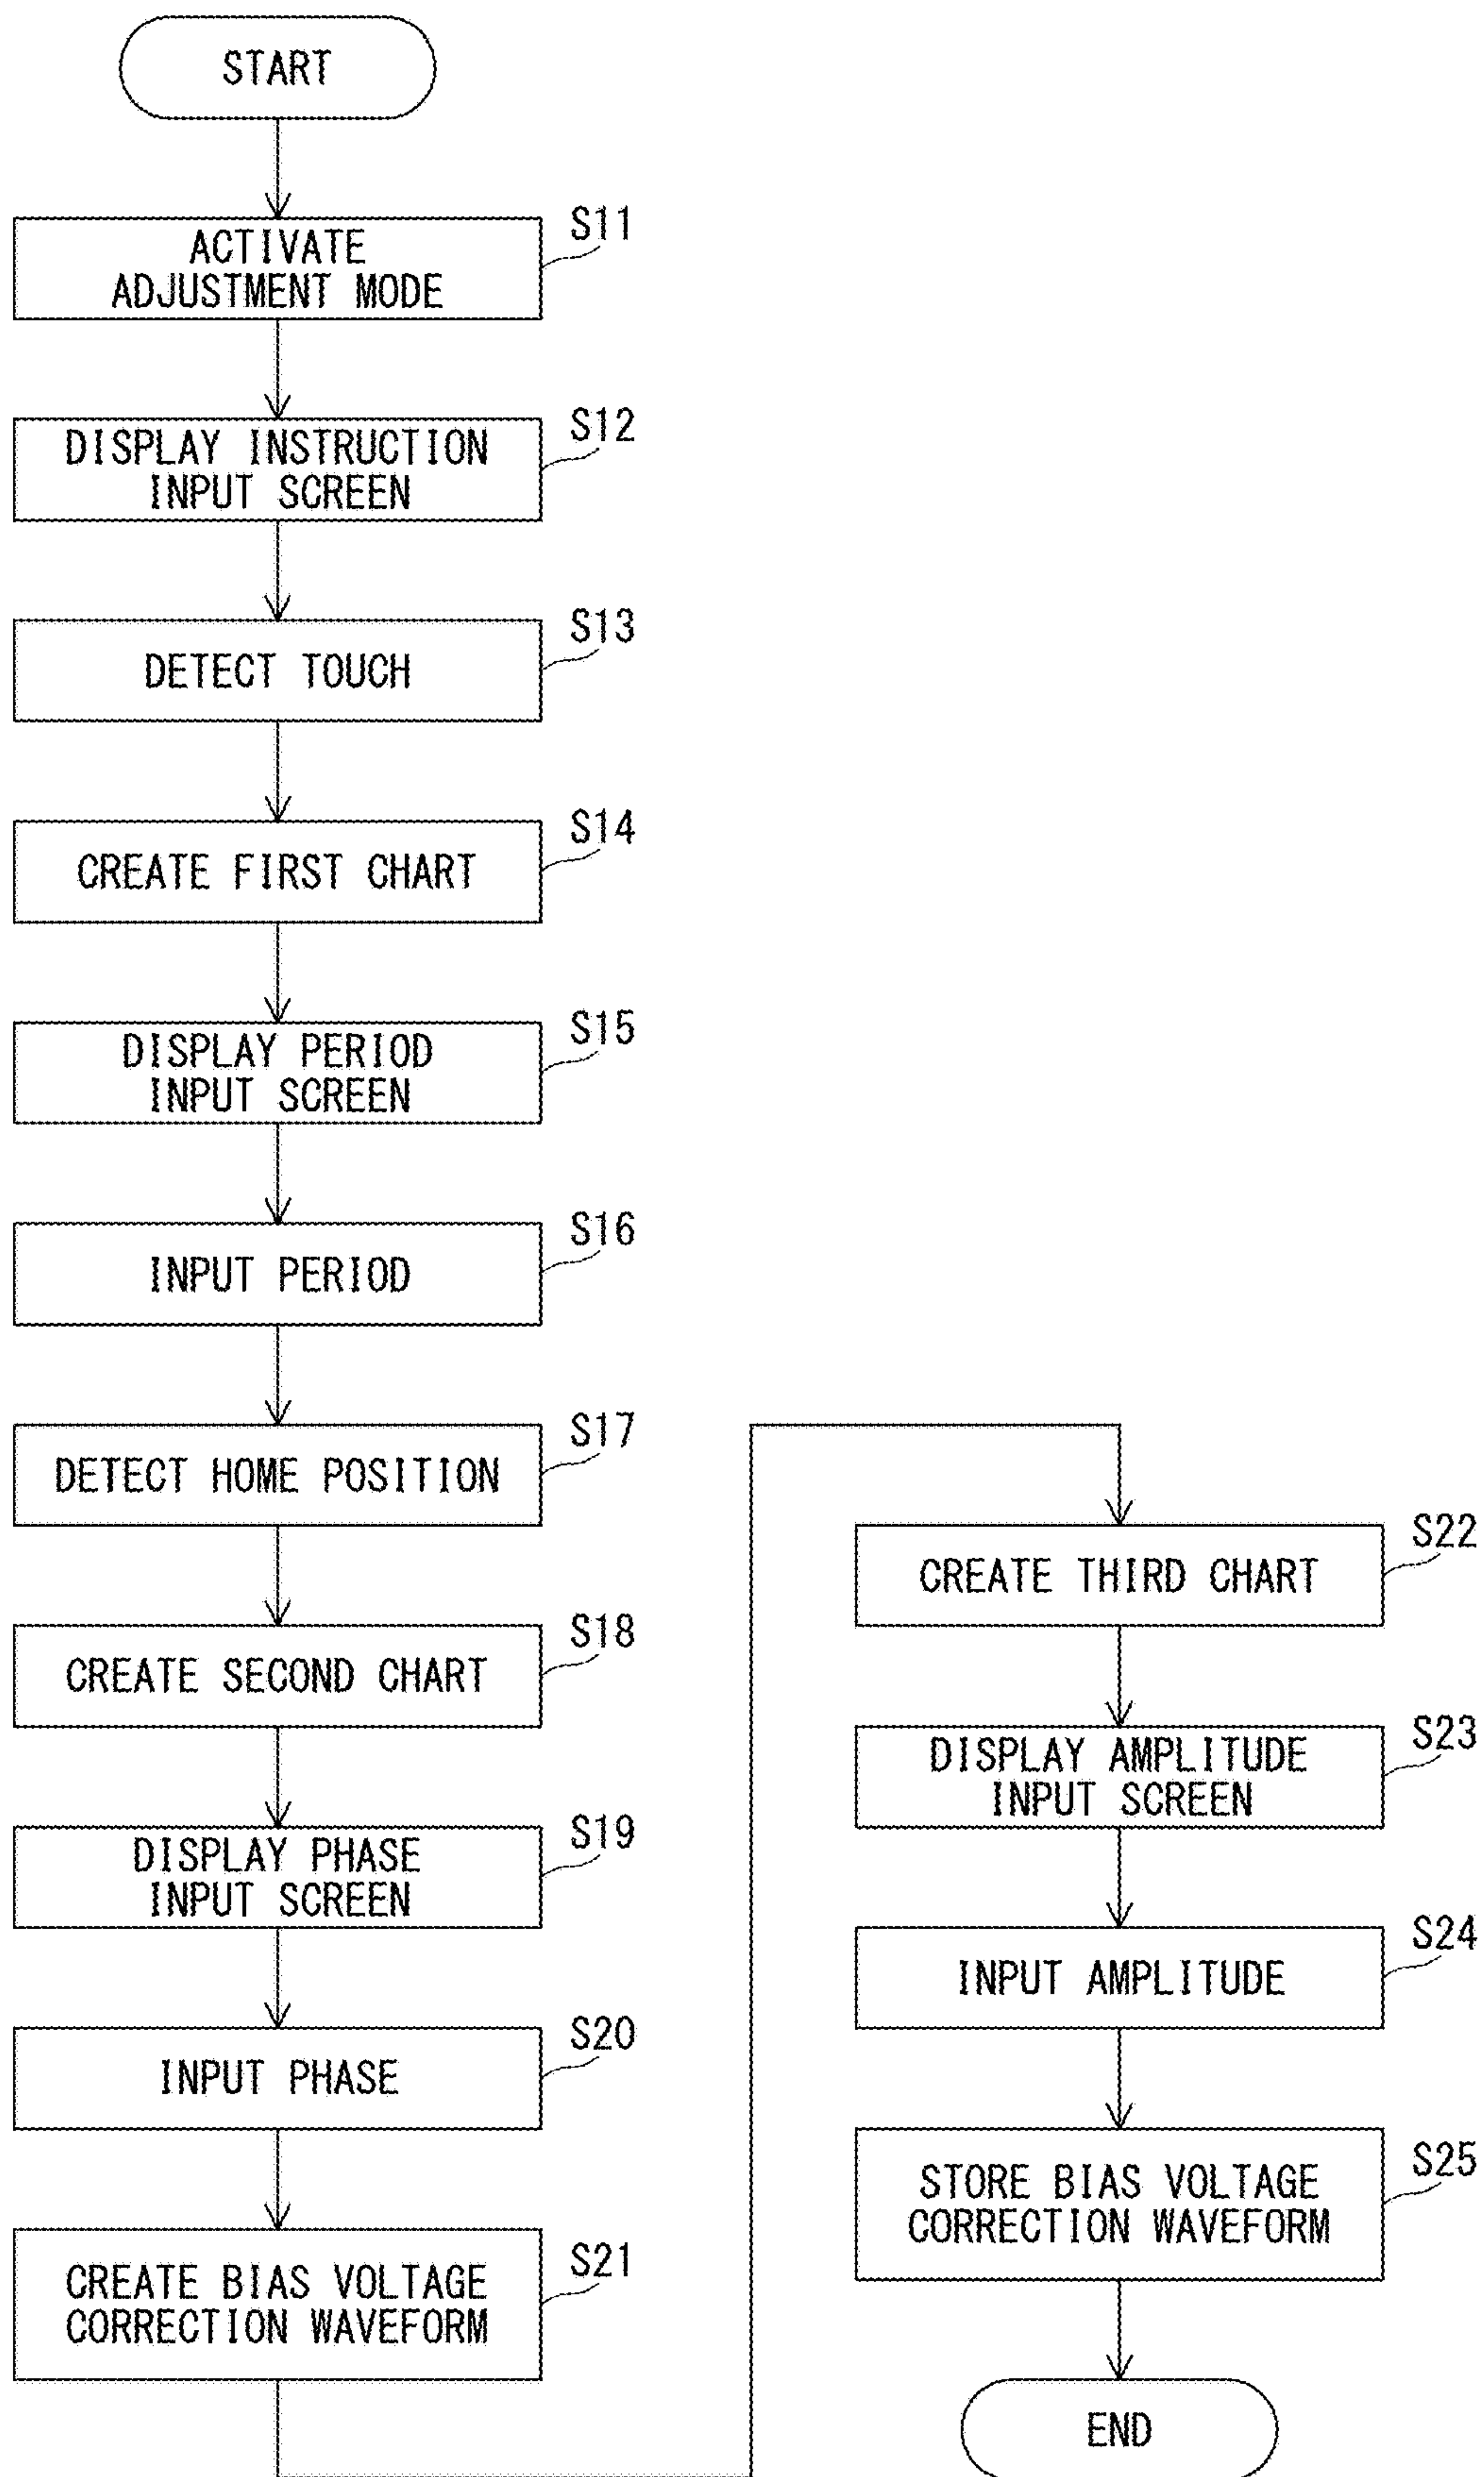 START
S11
ACTIVATE
ADJUSTMENT MODE
S12
DISPLAY INSTRUCTION
INPUT SCREEN
S13
DETECT TOUCH
S14
CREATE FIRST CHART
S15
DISPLAY PERIOD
INPUT SCREEN
S16
INPUT PERIOD
S17
DETECT HOME POSITION
S18
CREATE SECOND CHART
S19
DISPLAY PHASE
INPUT SCREEN
S20
INPUT PHASE
S21
CREATE BIAS VOLTAGE
CORRECTION WAVEFORM
S22
CREATE THIRD CHART
S23
DISPLAY AMPLITUDE
INPUT SCREEN
S24
INPUT AMPLITUDE
S25
STORE BIAS VOLTAGE
CORRECTION WAVEFORM
END